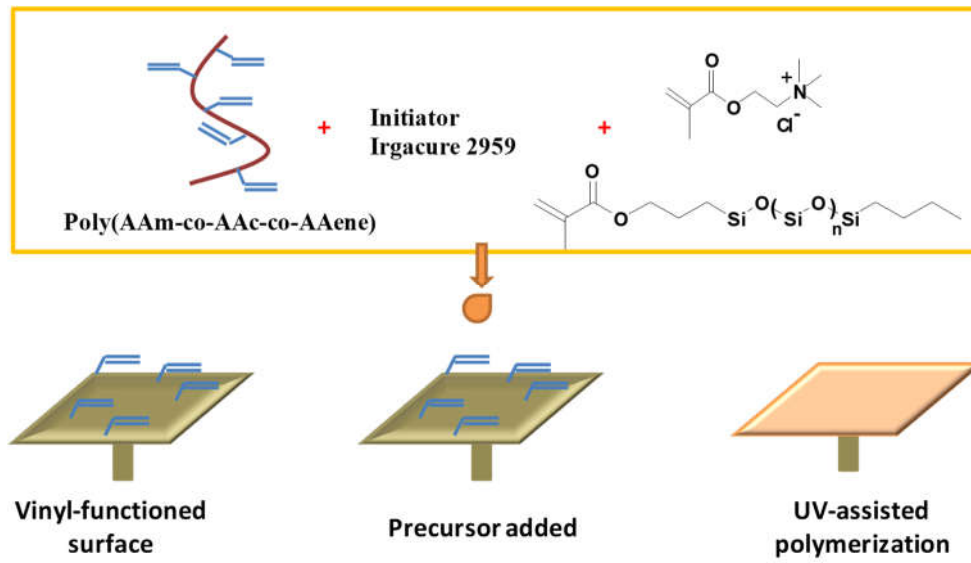 O
O
+
N
Cl-
+
Initiator
Irgacure 2959
+
Poly(AAm-co-AAc-co-AAene)
O
O
Si
O
(
Si
O
)
n
Si
Vinyl-functioned
surface
Precursor added
UV-assisted
polymerization